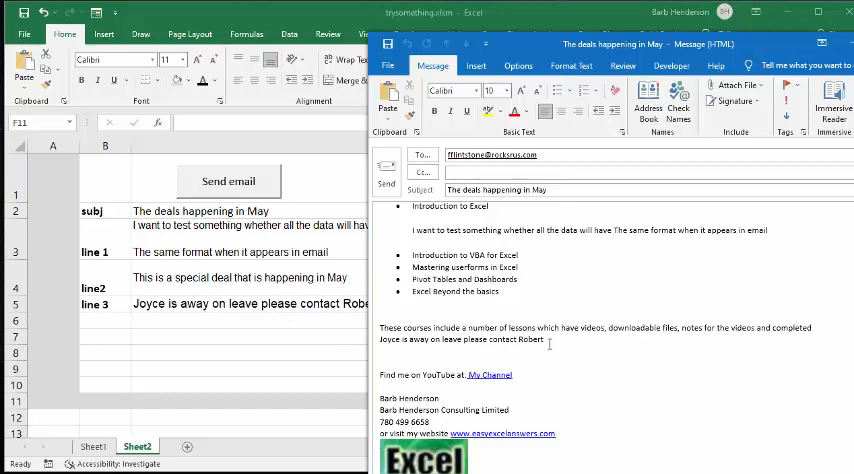 trysomething.xlsm - Excel
Barb Henderson
BH
File
Home
Insert
Draw
Page Layout
Formulas
Data
Review
Paste
Calibri
11
Wrap Text
Merge &
Clipboard
Font
Alignment
F11
A
B
1
Send email
2
subj
The deals happening in May
I want to test something whether all the data will have
3
line 1
The same format when it appears in email
This is a special deal that is happening in May
4
line2
5
line 3
Joyce is away on leave please contact Robe
6
7
8
9
10
11
12
13
Sheet1
Sheet2
Ready
Accessibility: Investigate
The deals happening in May - Message (HTML)
File
Message
Insert
Options
Format Text
Review
Developer
Help
Tell me what you want to
Paste
Calibri
10
Address
Book
Check
Names
Attach File
Signature
Immersive
Reader
Clipboard
Basic Text
Names
Include
Tags
Immersive
Send
To...
fflintstone@rocksrus.com
Cc...
Subject
The deals happening in May
• Introduction to Excel
I want to test something whether all the data will have The same format when it appears in email
• Introduction to VBA for Excel
• Mastering userforms in Excel
• Pivot Tables and Dashboards
• Excel Beyond the basics
These courses include a number of lessons which have videos, downloadable files, notes for the videos and completed
Joyce is away on leave please contact Robert
Find me on YouTube at: My Channel
Barb Henderson
Barb Henderson Consulting Limited
780 499 6658
or visit my website www.easyexcelanswers.com
Excel